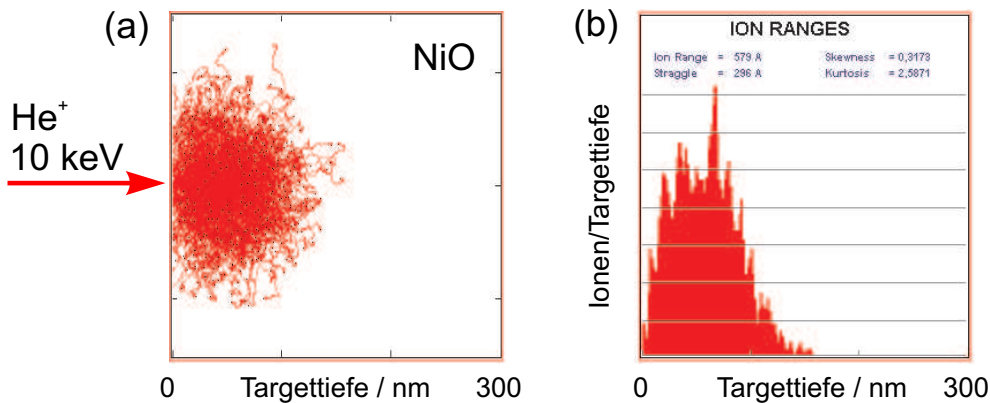 (a)
NiO
He+
10 keV
0
Targettiefe / nm
300
(b)
ION RANGES
Ion Range = 579 A Skewness = 0,3173
Straggle = 296 A Kurtosis = 2,5871
Ionen/Targettiefe
0
Targettiefe / nm
300